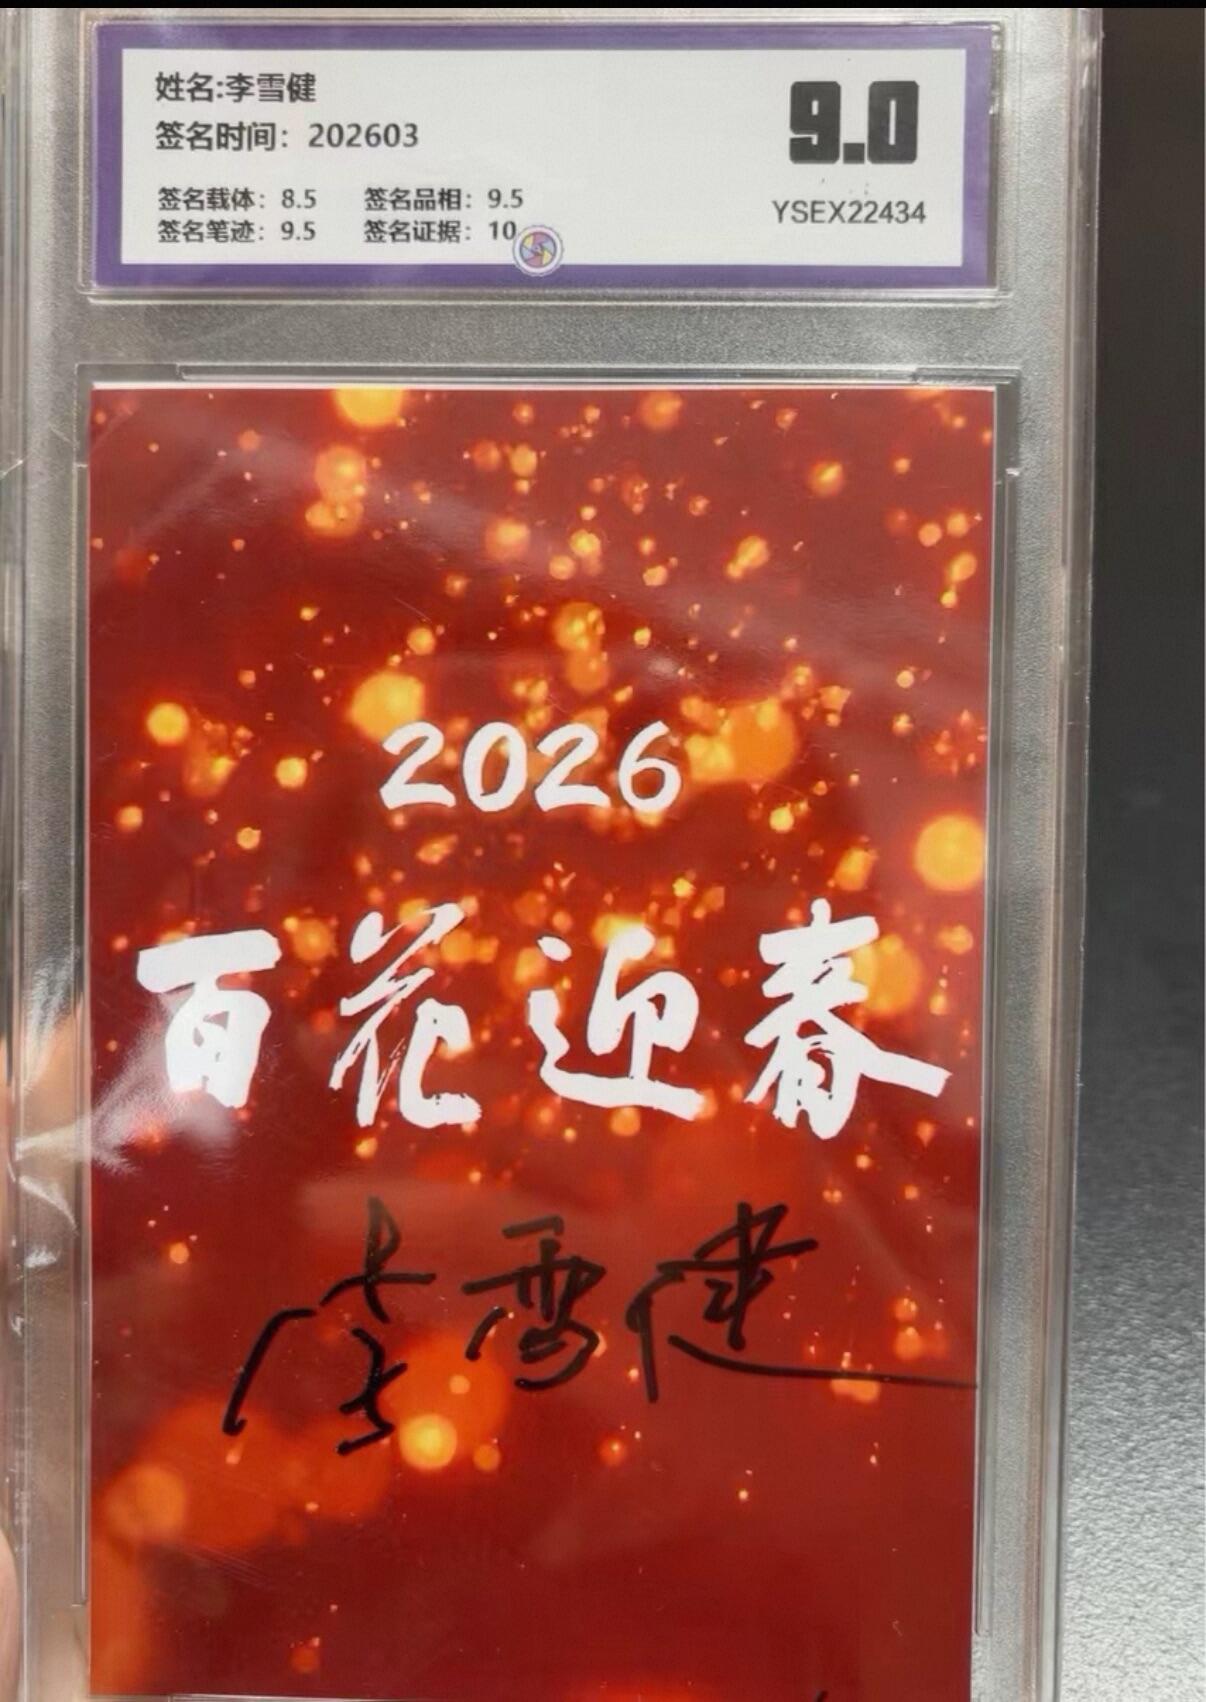 姓名:李雪健
签名时间：202603
签名载体：8.5 签名品相：9.5
签名笔迹：9.5 签名证据：10
9.0
YSEX22434
2026
百花迎春
李雪健